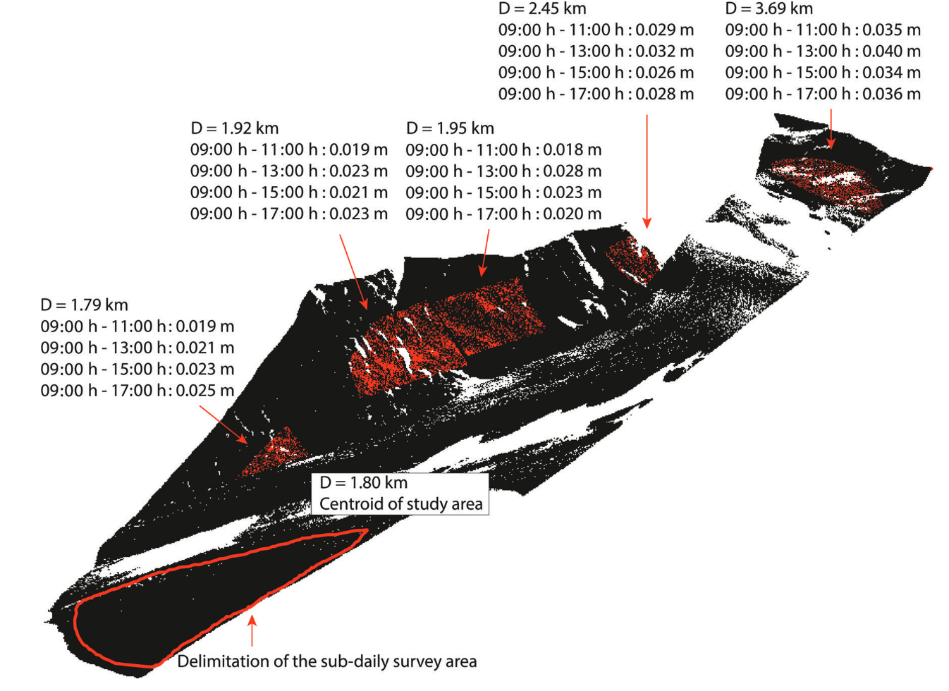 D = 2.45 km
09:00 h - 11:00 h : 0.029 m
09:00 h - 13:00 h : 0.032 m
09:00 h - 15:00 h : 0.026 m
09:00 h - 17:00 h : 0.028 m
D = 3.69 km
09:00 h - 11:00 h : 0.035 m
09:00 h - 13:00 h : 0.040 m
09:00 h - 15:00 h : 0.034 m
09:00 h - 17:00 h : 0.036 m
D = 1.92 km
09:00 h - 11:00 h : 0.019 m
09:00 h - 13:00 h : 0.023 m
09:00 h - 15:00 h : 0.021 m
09:00 h - 17:00 h : 0.023 m
D = 1.95 km
09:00 h - 11:00 h : 0.018 m
09:00 h - 13:00 h : 0.028 m
09:00 h - 15:00 h : 0.023 m
09:00 h - 17:00 h : 0.020 m
D = 1.79 km
09:00 h - 11:00 h : 0.019 m
09:00 h - 13:00 h : 0.021 m
09:00 h - 15:00 h : 0.023 m
09:00 h - 17:00 h : 0.025 m
D = 1.80 km
Centroid of study area
Delimitation of the sub-daily survey area